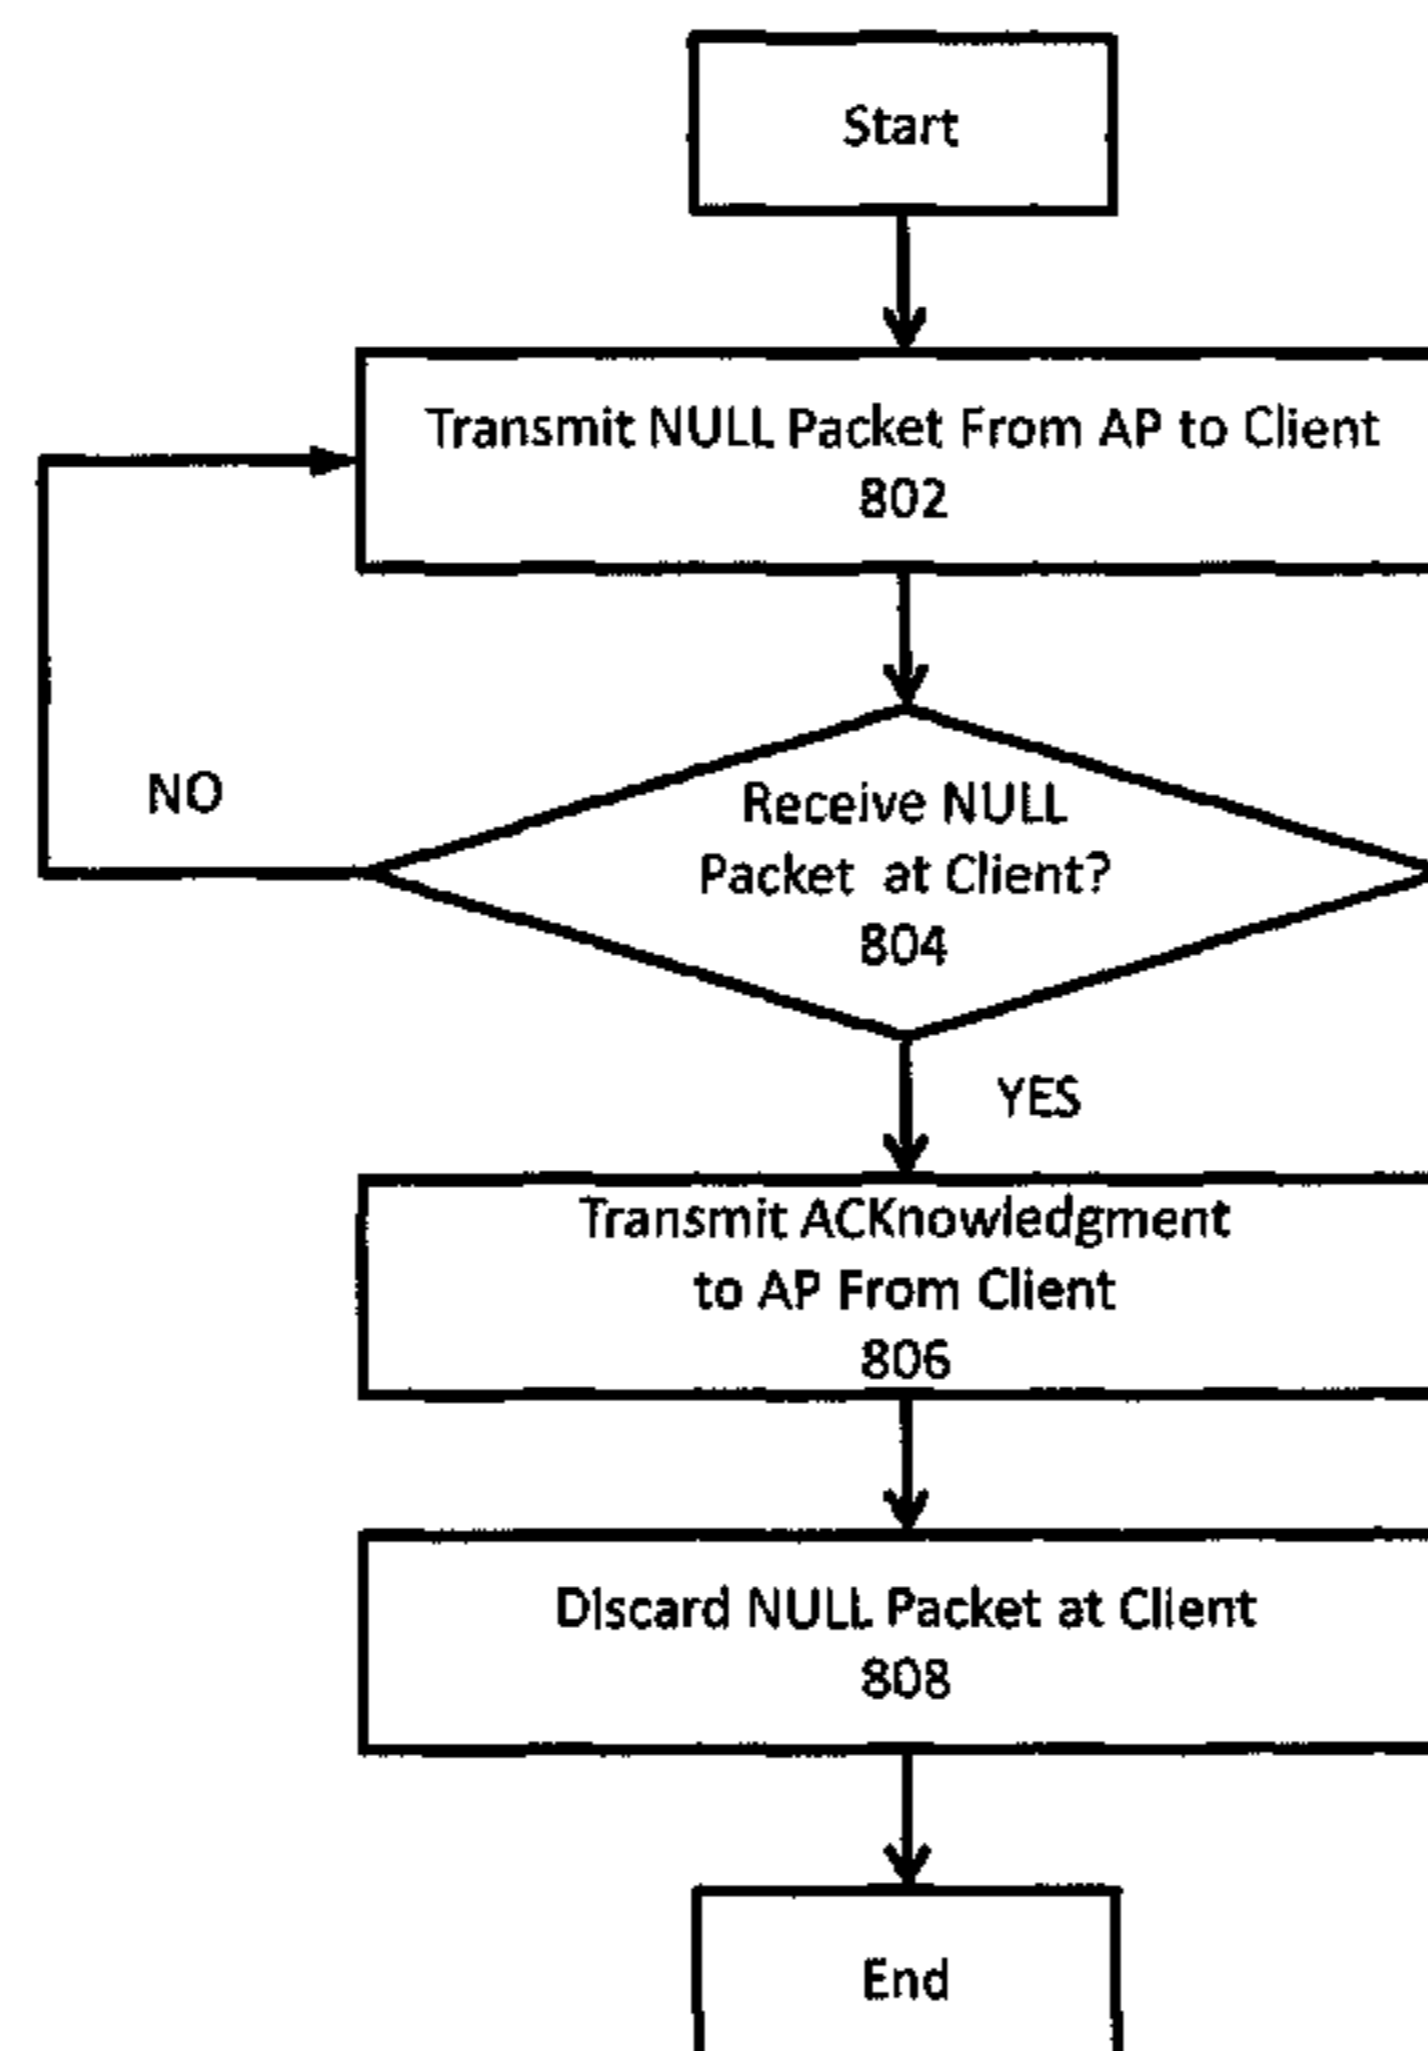 Start
Transmit NULL Packet From AP to Client
802
NO
Receive NULL
Packet at Client?
804
YES
Transmit ACKnowledgment
to AP From Client
806
Discard NULL Packet at Client
808
End